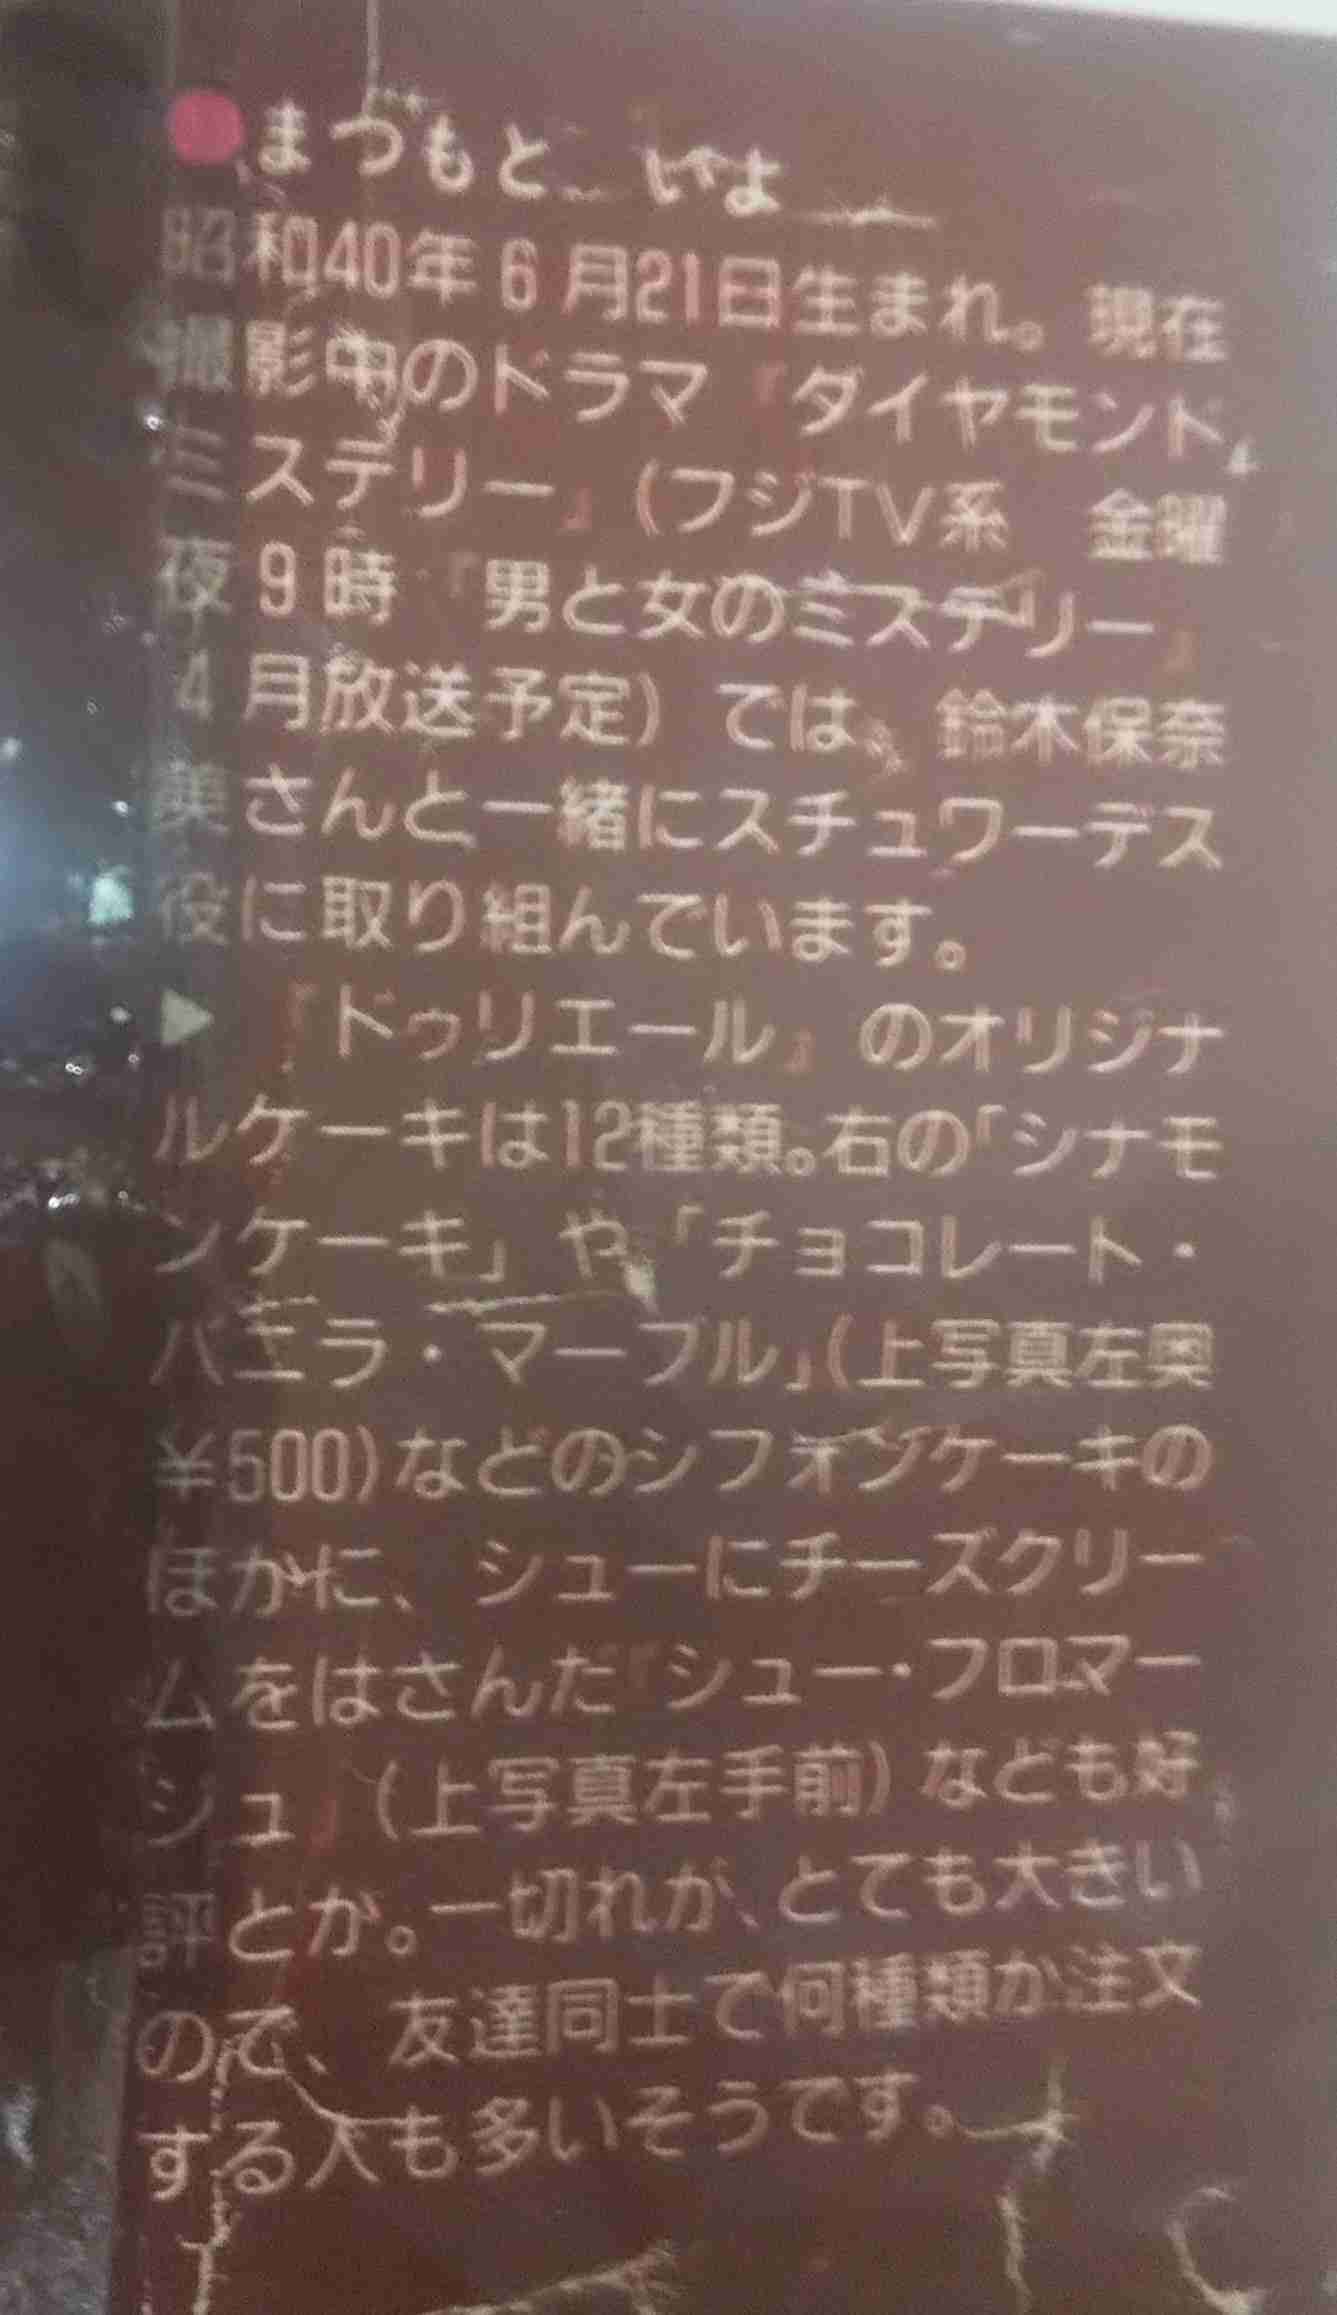 ●まつもと いよ
昭和40年6月21日生まれ。現在
撮影中のドラマ『ダイヤモンド
ミステリー』(フジTV系 金曜
夜9時『男と女のミステリー』
4月放送予定)では、鈴木保奈
美さんと一緒にスチュワーデス
役に取り組んでいます。
▶『ドゥリエール』のオリジナ
ルケーキは12種類。右の「シナモ
ンケーキ」や「チョコレート・
バニラ・マーブル」(上写真左奥
¥500)などのシフォンケーキの
ほかに、シューにチーズクリー
ムをはさんだ『シュー・フロマー
ジュ』(上写真左手前)なども好
評とか。一切れが、とても大きい
ので、友達同士で何種類か注文
する人も多いそうです。